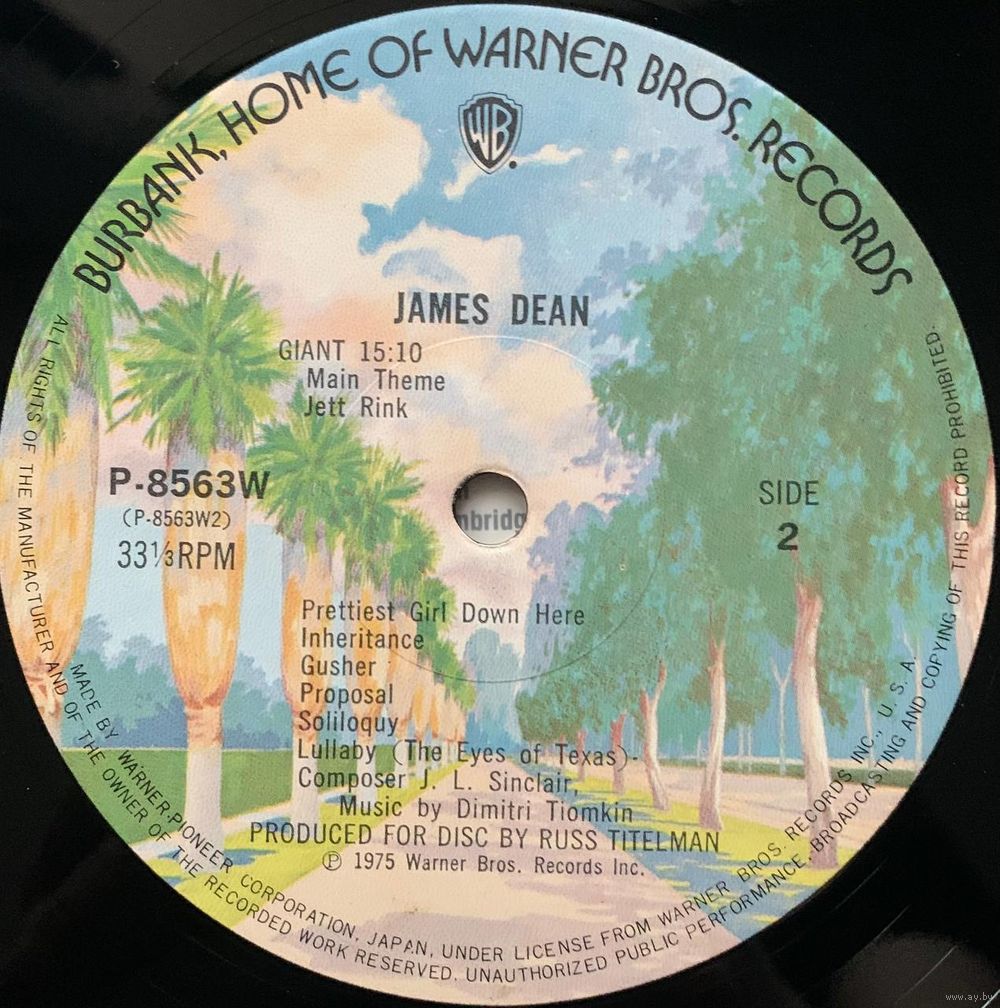 BURBANK, HOME OF WARNER BROS. RECORDS
WB
JAMES DEAN
GIANT 15:10
Main Theme
Jett Rink
P-8563W
(P-8563W2)
33⅓RPM
SIDE
2
Prettiest Girl Down Here
Inheritance
Gusher
Proposal
Soliloquy
Lullaby (The Eyes of Texas)-
Composer J. L. Sinclair,
Music by Dimitri Tiomkin
PRODUCED FOR DISC BY RUSS TITELMAN
℗ 1975 Warner Bros. Records Inc.
MADE BY WARNER-PIONEER CORPORATION, JAPAN, UNDER LICENSE FROM WARNER BROS. RECORDS INC., U. S. A.
ALL RIGHTS OF THE MANUFACTURER AND OF THE OWNER OF THE RECORDED WORK RESERVED. UNAUTHORIZED PUBLIC PERFORMANCE, BROADCASTING AND COPYING OF THIS RECORD PROHIBITED.
www.ay.by